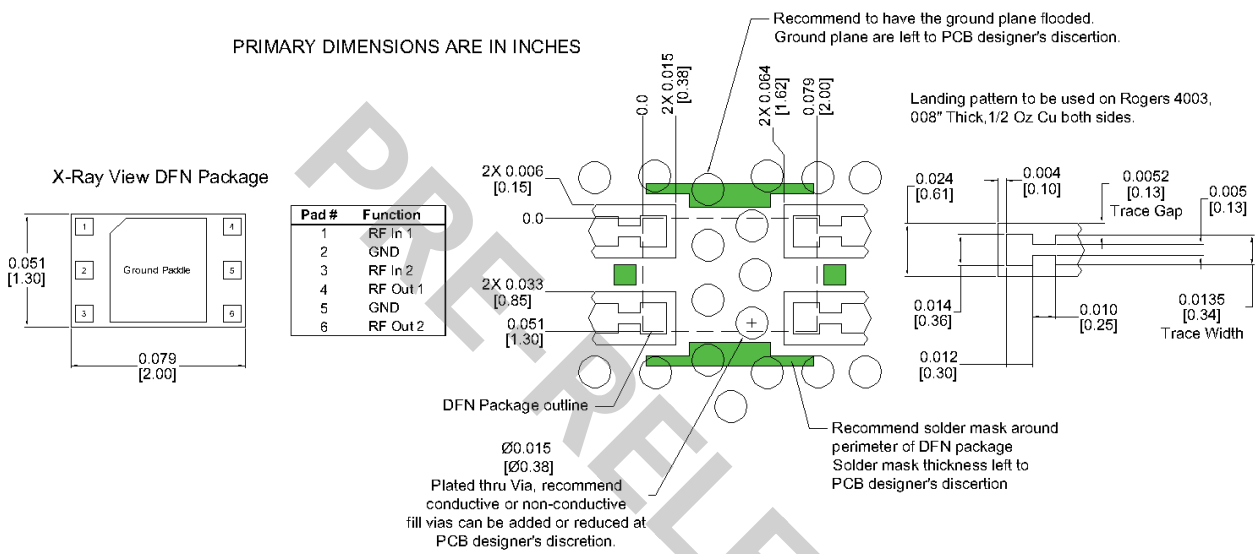 PRIMARY DIMENSIONS ARE IN INCHES
Recommend to have the ground plane flooded.
Ground plane are left to PCB designer's discertion.
X-Ray View DFN Package
1
2
3
4
5
6
Ground Paddle
0.051
[1.30]
0.079
[2.00]
Pad # Function
1 RF In 1
2 GND
3 RF In 2
4 RF Out 1
5 GND
6 RF Out 2
0.0
2X 0.015
[0.38]
2X 0.064
[1.62]
0.079
[2.00]
2X 0.006
[0.15]
0.0
2X 0.033
[0.85]
0.051
[1.30]
DFN Package outline
Ø0.015
[Ø0.38]
Plated thru Via, recommend
conductive or non-conductive
fill vias can be added or reduced at
PCB designer's discretion.
Recommend solder mask around
perimeter of DFN package
Solder mask thickness left to
PCB designer's discertion
Landing pattern to be used on Rogers 4003,
008" Thick,1/2 Oz Cu both sides.
0.024
[0.61]
0.004
[0.10]
0.0052
[0.13]
Trace Gap
0.005
[0.13]
0.014
[0.36]
0.010
[0.25]
0.0135
[0.34]
Trace Width
0.012
[0.30]
PRE-RELE